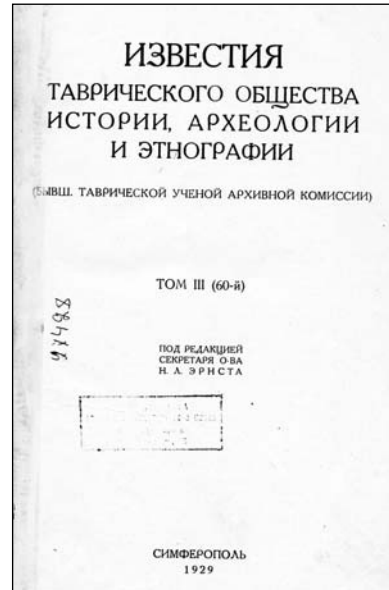 ИЗВЕСТИЯ
ТАВРИЧЕСКОГО ОБЩЕСТВА
ИСТОРИИ, АРХЕОЛОГИИ
И ЭТНОГРАФИИ
(БЫВШ. ТАВРИЧЕСКОЙ УЧЕНОЙ АРХИВНОЙ КОМИССИИ)
ТОМ III (60-й)
97428
ПОД РЕДАКЦИЕЙ
СЕКРЕТАРЯ О-ВА
Н. Л. ЭРНСТА
СИМФЕРОПОЛЬ
1929